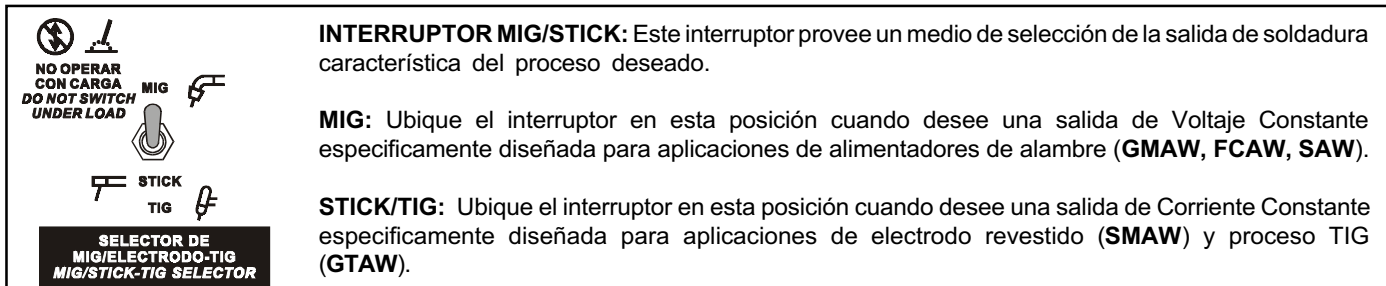 NO OPERAR
CON CARGA
DO NOT SWITCH
UNDER LOAD
MIG
STICK
TIG
SELECTOR DE
MIG/ELECTRODO-TIG
MIG/STICK-TIG SELECTOR
INTERRUPTOR MIG/STICK: Este interruptor provee un medio de selección de la salida de soldadura
característica del proceso deseado.
MIG: Ubique el interruptor en esta posición cuando desee una salida de Voltaje Constante
especificamente diseñada para aplicaciones de alimentadores de alambre (GMAW, FCAW, SAW).
STICK/TIG: Ubique el interruptor en esta posición cuando desee una salida de Corriente Constante
especificamente diseñada para aplicaciones de electrodo revestido (SMAW) y proceso TIG
(GTAW).